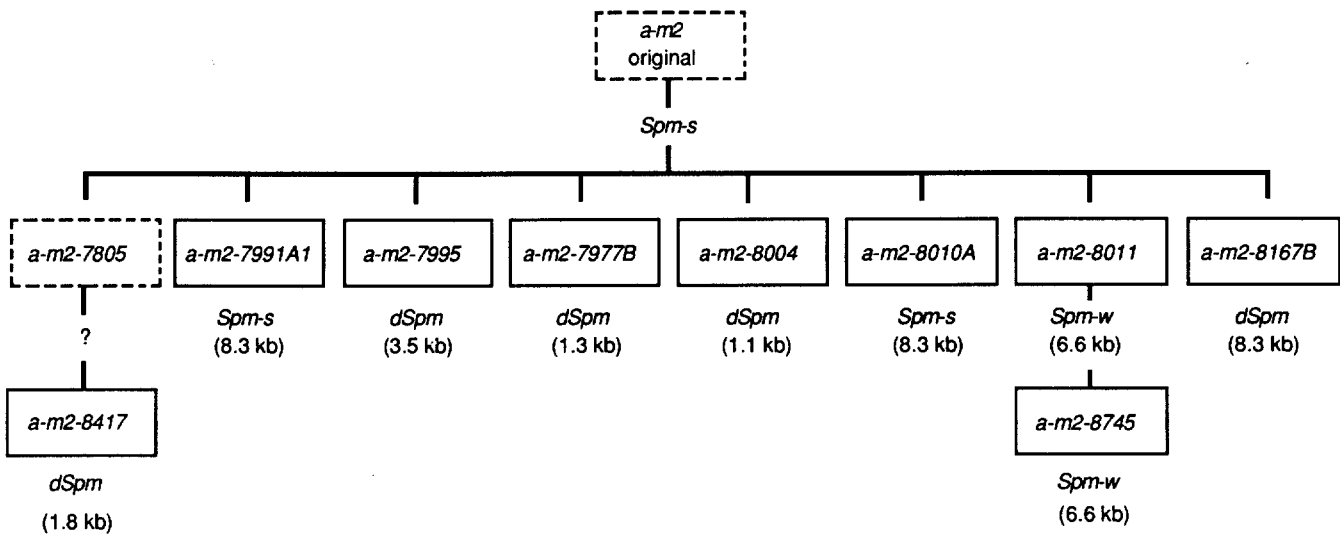 a-m2
original
Spm-s
a-m2-7805
a-m2-7991A1
a-m2-7995
a-m2-7977B
a-m2-8004
a-m2-8010A
a-m2-8011
a-m2-8167B
?
Spm-s
(8.3 kb)
dSpm
(3.5 kb)
dSpm
(1.3 kb)
dSpm
(1.1 kb)
Spm-s
(8.3 kb)
Spm-w
(6.6 kb)
dSpm
(8.3 kb)
a-m2-8417
dSpm
(1.8 kb)
a-m2-8745
Spm-w
(6.6 kb)